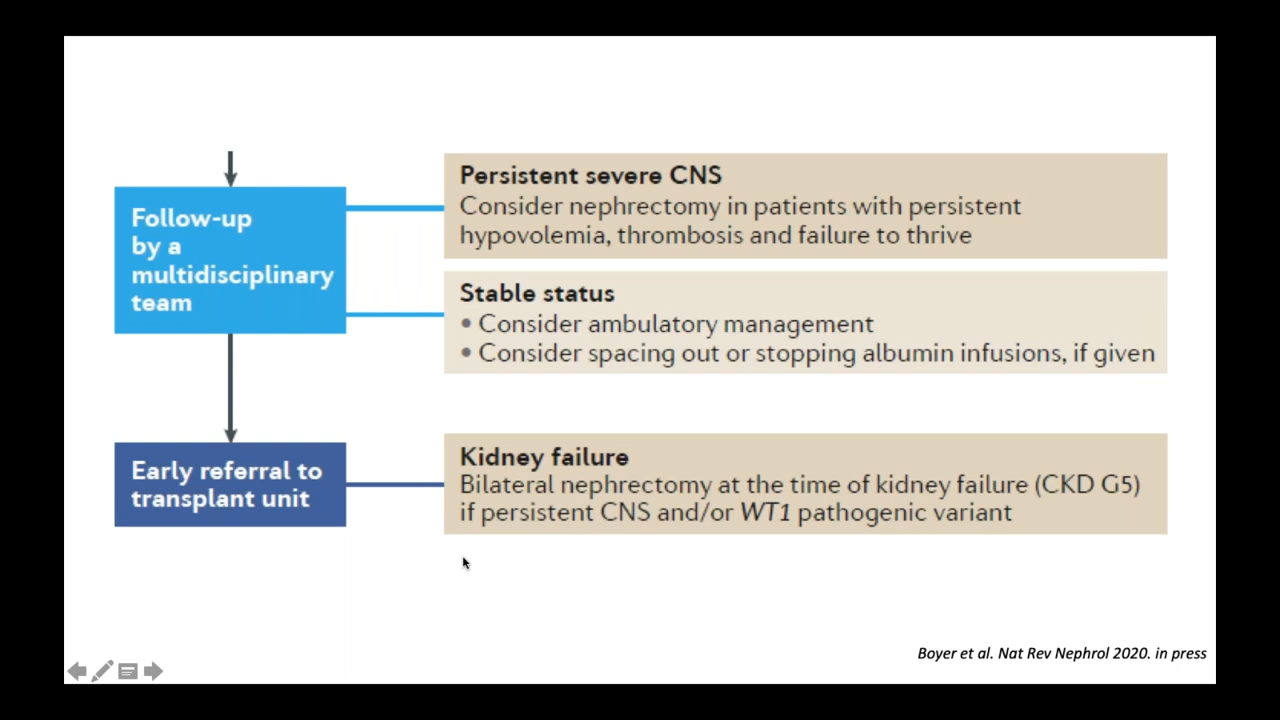 Follow-up
by a
multidisciplinary
team
Persistent severe CNS
Consider nephrectomy in patients with persistent
hypovolemia, thrombosis and failure to thrive
Stable status
• Consider ambulatory management
• Consider spacing out or stopping albumin infusions, if given
Early referral to
transplant unit
Kidney failure
Bilateral nephrectomy at the time of kidney failure (CKD G5)
if persistent CNS and/or WT1 pathogenic variant
Boyer et al. Nat Rev Nephrol 2020. in press